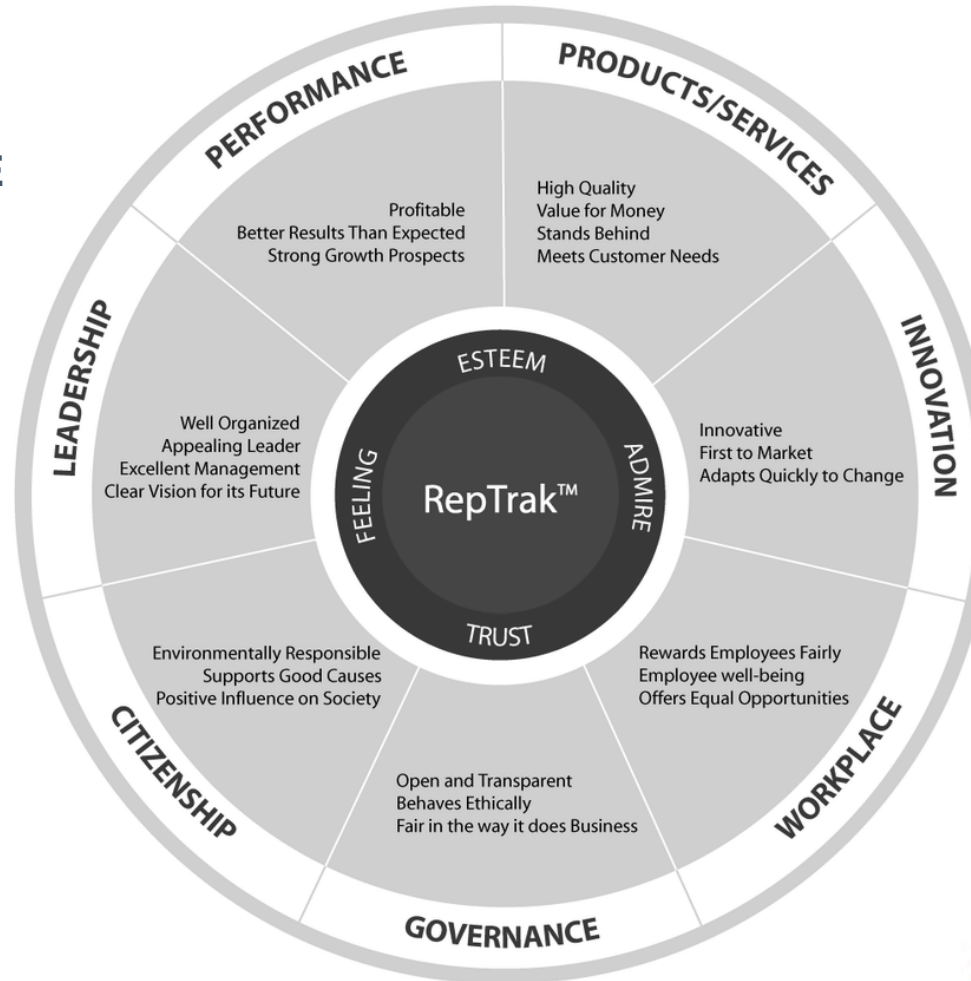 PERFORMANCE
Profitable
Better Results Than Expected
Strong Growth Prospects
PRODUCTS/SERVICES
High Quality
Value for Money
Stands Behind
Meets Customer Needs
INNOVATION
Innovative
First to Market
Adapts Quickly to Change
WORKPLACE
Rewards Employees Fairly
Employee well-being
Offers Equal Opportunities
GOVERNANCE
Open and Transparent
Behaves Ethically
Fair in the way it does Business
CITIZENSHIP
Environmentally Responsible
Supports Good Causes
Positive Influence on Society
LEADERSHIP
Well Organized
Appealing Leader
Excellent Management
Clear Vision for its Future
ESTEEM
ADMIRE
TRUST
FEELING
RepTrak™